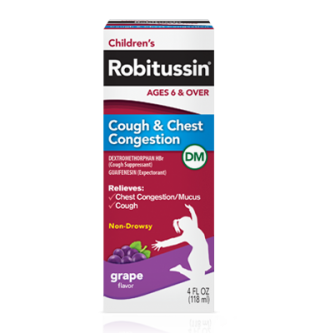 Children's
Robitussin®
AGES 6 & OVER
Cough & Chest
Congestion
DM
DEXTROMETHORPHAN HBr
(Cough Suppressant)
GUAIFENESIN (Expectorant)
Relieves:
✓ Chest Congestion/Mucus
✓ Cough
Non-Drowsy
grape
flavor
4 FL OZ
(118 ml)